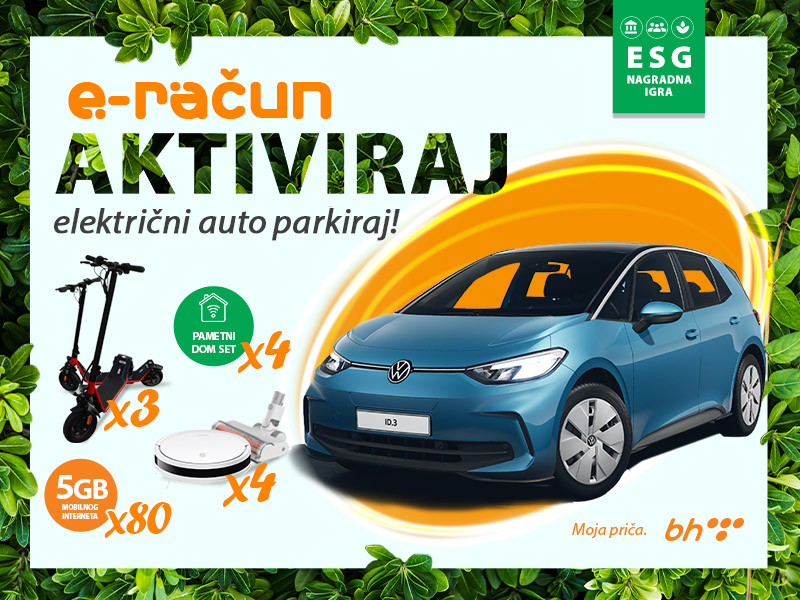 ESG
NAGRADNA
IGRA
e-račun
AKTIVIRAJ
električni auto parkiraj!
PAMETNI
DOM SET
x4
x3
x4
5GB
MOBILNOG
INTERNETA
x80
ID.3
Moja priča.
bh